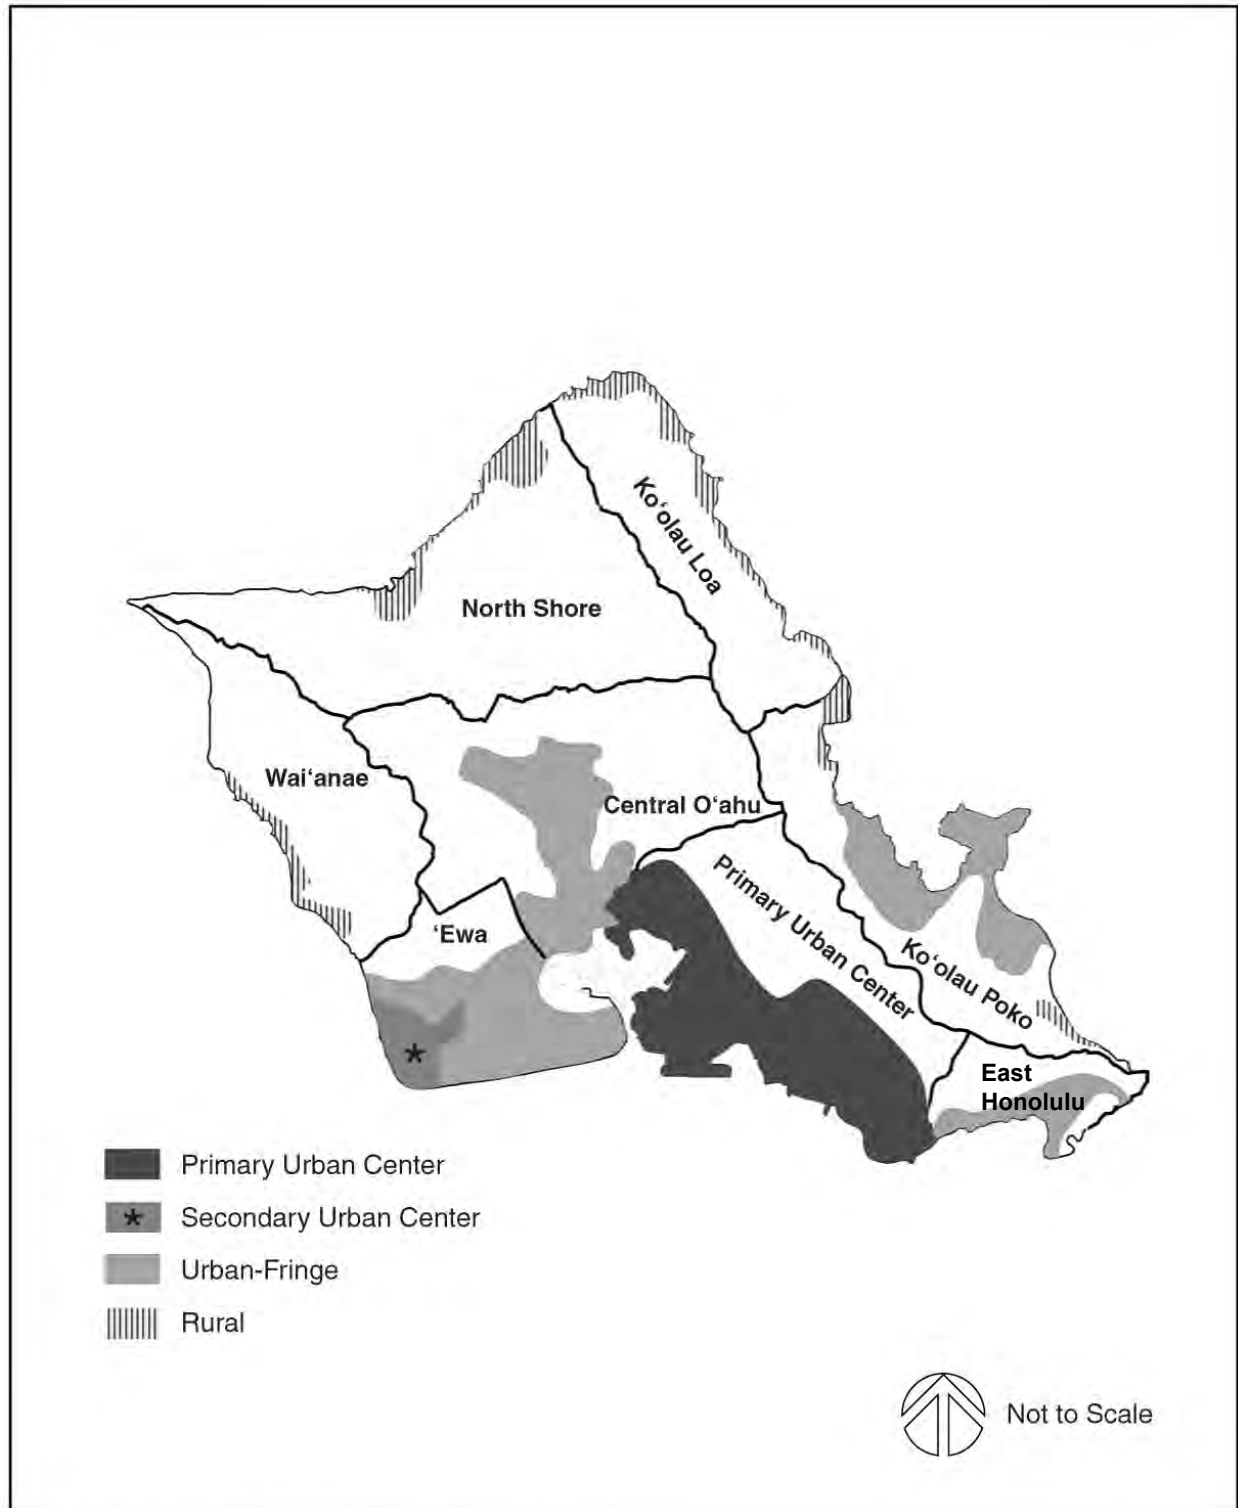 Ko‘olau Loa
North Shore
Wai‘anae
Central O‘ahu
Primary Urban Center
‘Ewa
Ko‘olau Poko
East
Honolulu
*
Primary Urban Center
* Secondary Urban Center
Urban-Fringe
Rural
Not to Scale